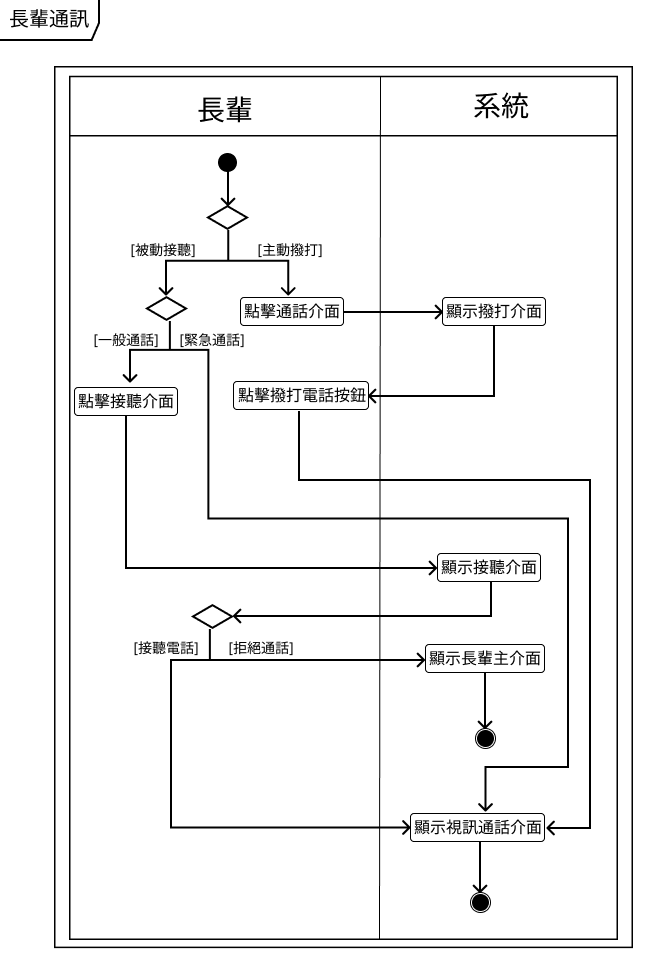 長輩通訊
長輩
系統
[被動接聽]
[主動撥打]
點擊通話介面
顯示撥打介面
[一般通話]
[緊急通話]
點擊接聽介面
點擊撥打電話按鈕
顯示接聽介面
[接聽電話]
[拒絕通話]
顯示長輩主介面
顯示視訊通話介面